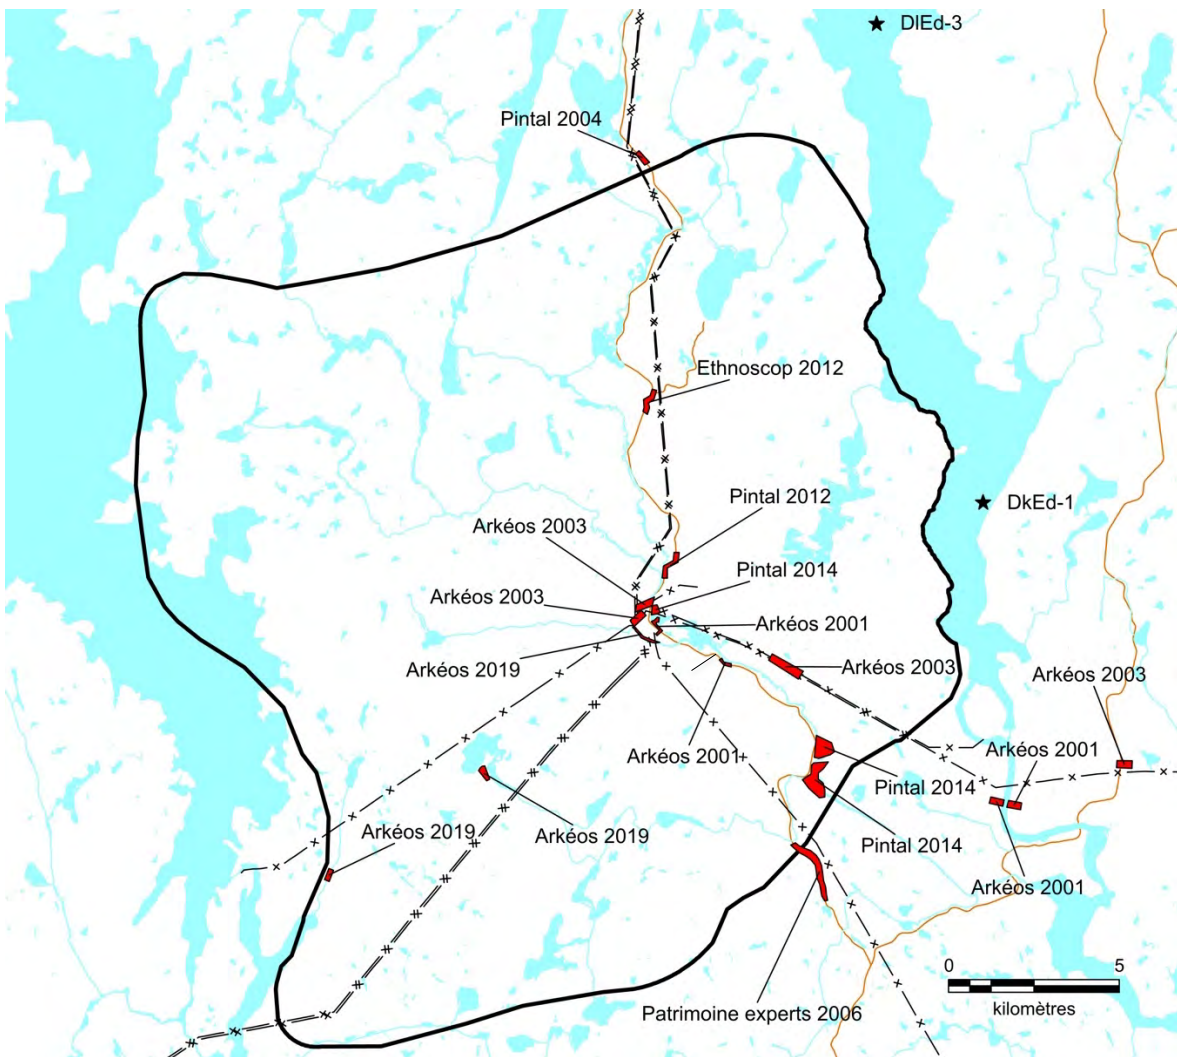 DlEd-3
Pintal 2004
Ethnoscop 2012
Pintal 2012
DkEd-1
Arkéos 2003
Pintal 2014
Arkéos 2003
Arkéos 2001
Arkéos 2019
Arkéos 2003
Arkéos 2003
Arkéos 2001
Arkéos 2001
Pintal 2014
Arkéos 2019
Arkéos 2019
Pintal 2014
Arkéos 2001
0 5
kilomètres
Patrimoine experts 2006